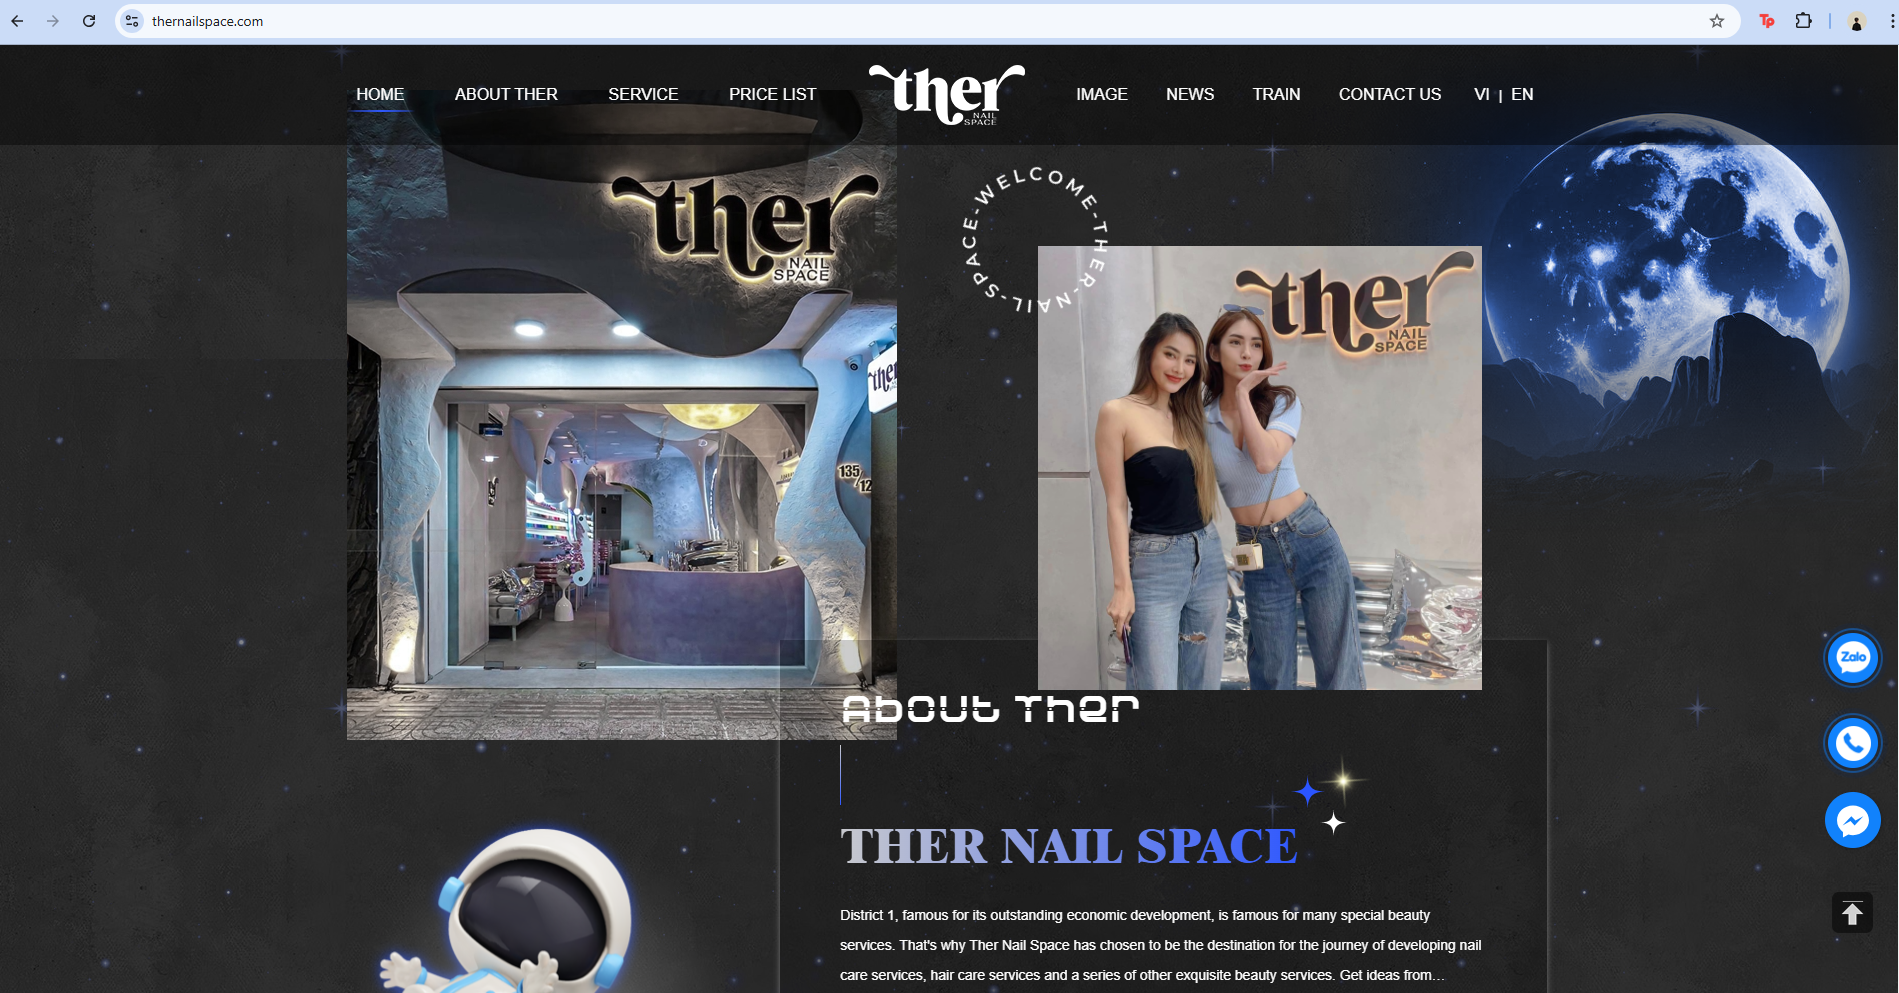 thernailspace.com
HOME
ABOUT THER
SERVICE
PRICE LIST
ther
NAIL
SPACE
IMAGE
NEWS
TRAIN
CONTACT US
VI | EN
ther
NAIL
SPACE
WELCOME-THER-NAIL-SPACE-
ther
NAIL
SPACE
ther
135/12
About Ther
THER NAIL SPACE
District 1, famous for its outstanding economic development, is famous for many special beauty
services. That's why Ther Nail Space has chosen to be the destination for the journey of developing nail
care services, hair care services and a series of other exquisite beauty services. Get ideas from...
Zalo